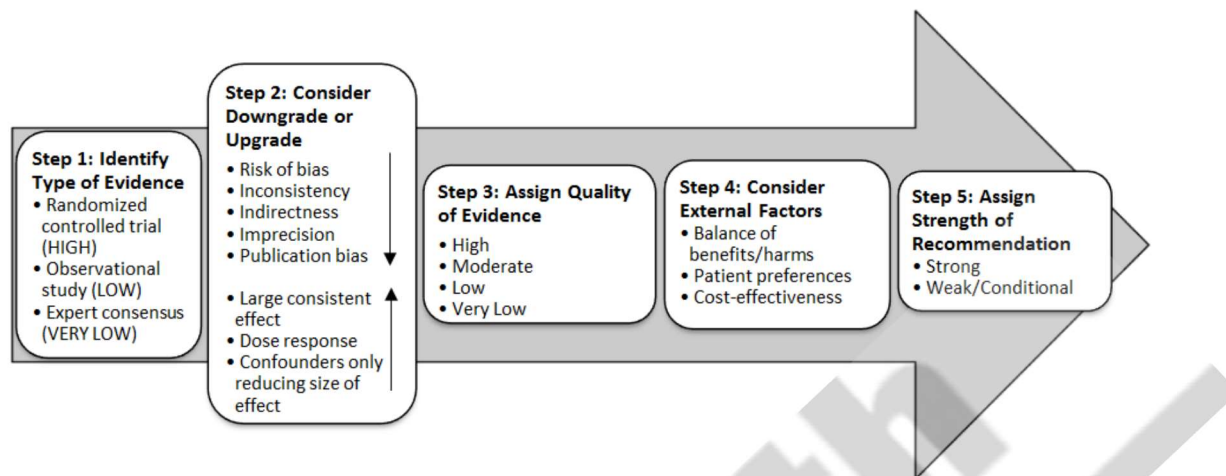 Step 1: Identify
Type of Evidence
• Randomized
controlled trial
(HIGH)
• Observational
study (LOW)
• Expert consensus
(VERY LOW)
Step 2: Consider
Downgrade or
Upgrade
• Risk of bias
• Inconsistency
• Indirectness
• Imprecision
• Publication bias
• Large consistent
effect
• Dose response
• Confounders only
reducing size of
effect
Step 3: Assign Quality
of Evidence
• High
• Moderate
• Low
• Very Low
Step 4: Consider
External Factors
• Balance of
benefits/harms
• Patient preferences
• Cost-effectiveness
Step 5: Assign
Strength of
Recommendation
• Strong
• Weak/Conditional